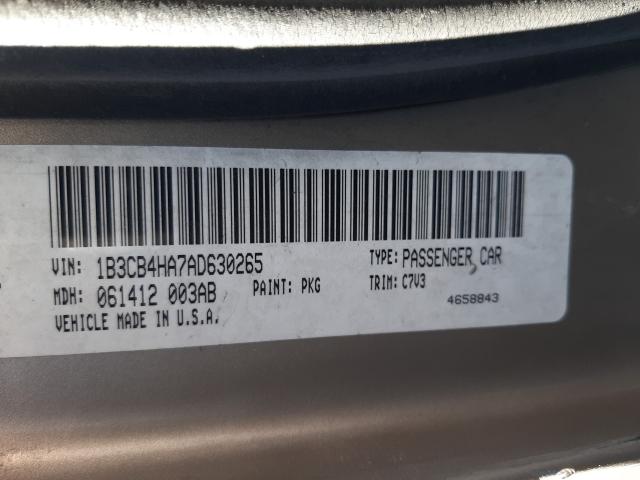 VIN: 1B3CB4HA7AD630265 TYPE: PASSENGER CAR
MDH: 061412 003AB PAINT: PKG TRIM: C7V3
VEHICLE MADE IN U.S.A. 4658843